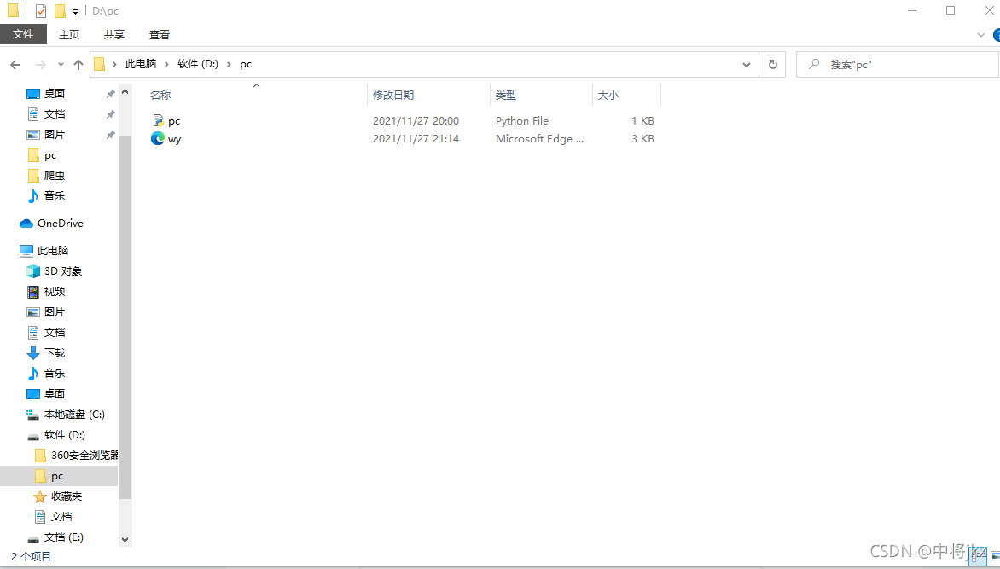 D:\pc
文件 主页 共享 查看
此电脑 软件 (D:) pc 搜索"pc"
名称 修改日期 类型 大小
pc 2021/11/27 20:00 Python File 1 KB
wy 2021/11/27 21:14 Microsoft Edge ... 3 KB
桌面
文档
图片
pc
爬虫
音乐
OneDrive
此电脑
3D 对象
视频
图片
文档
下载
音乐
桌面
本地磁盘 (C:)
软件 (D:)
360安全浏览器
pc
收藏夹
文档
文档 (E:)
2 个项目
CSDN @中将